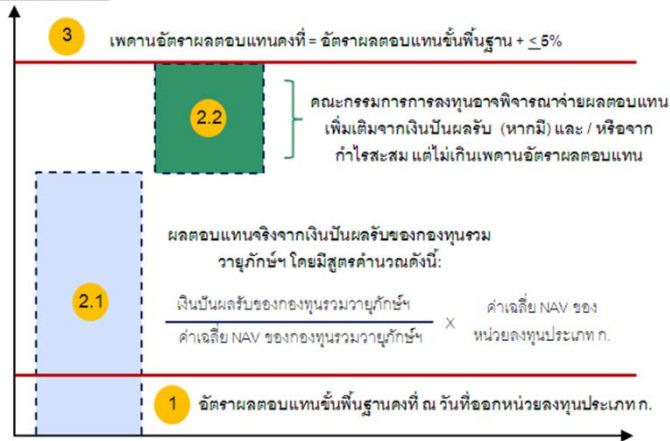 3 เพดานอัตราผลตอบแทนคงที่ = อัตราผลตอบแทนขั้นพื้นฐาน + ≤5%
2.2
คณะกรรมการการลงทุนอาจพิจารณาจ่ายผลตอบแทน
เพิ่มเติมจากเงินปันผลรับ (หากมี) และ / หรือจาก
กำไรสะสม แต่ไม่เกินเพดานอัตราผลตอบแทน
2.1
ผลตอบแทนจริงจากเงินปันผลรับของกองทุนรวม
วายุภักษ์ฯ โดยมีสูตรคำนวณดังนี้:
เงินปันผลรับของกองทุนรวมวายุภักษ์ฯ
ค่าเฉลี่ย NAV ของกองทุนรวมวายุภักษ์ฯ
X
ค่าเฉลี่ย NAV ของ
หน่วยลงทุนประเภท ก.
1 อัตราผลตอบแทนขั้นพื้นฐานคงที่ ณ วันที่ออกหน่วยลงทุนประเภท ก.